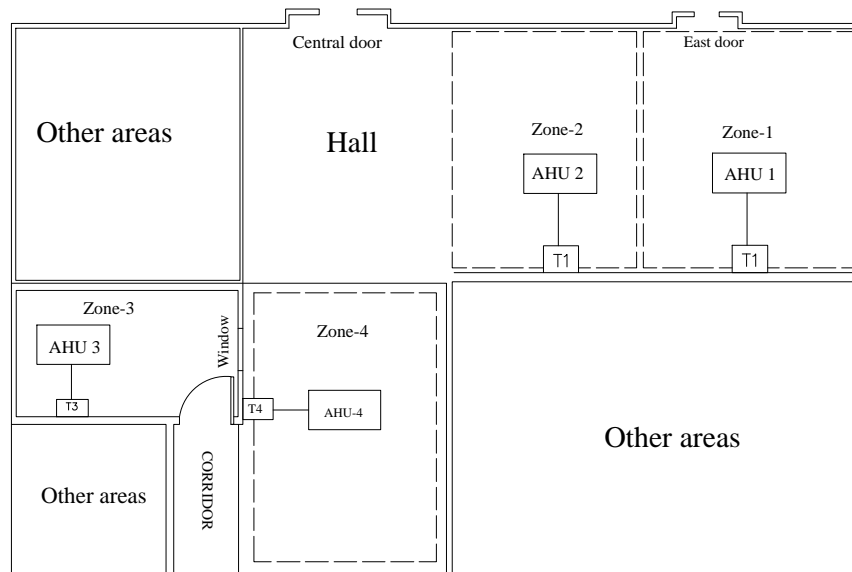 Central door
East door
Other areas
Hall
Zone-2
Zone-1
AHU 2
AHU 1
T1
T1
Zone-3
Window
Zone-4
AHU 3
T3
T4
AHU-4
Other areas
CORRIDOR
Other areas